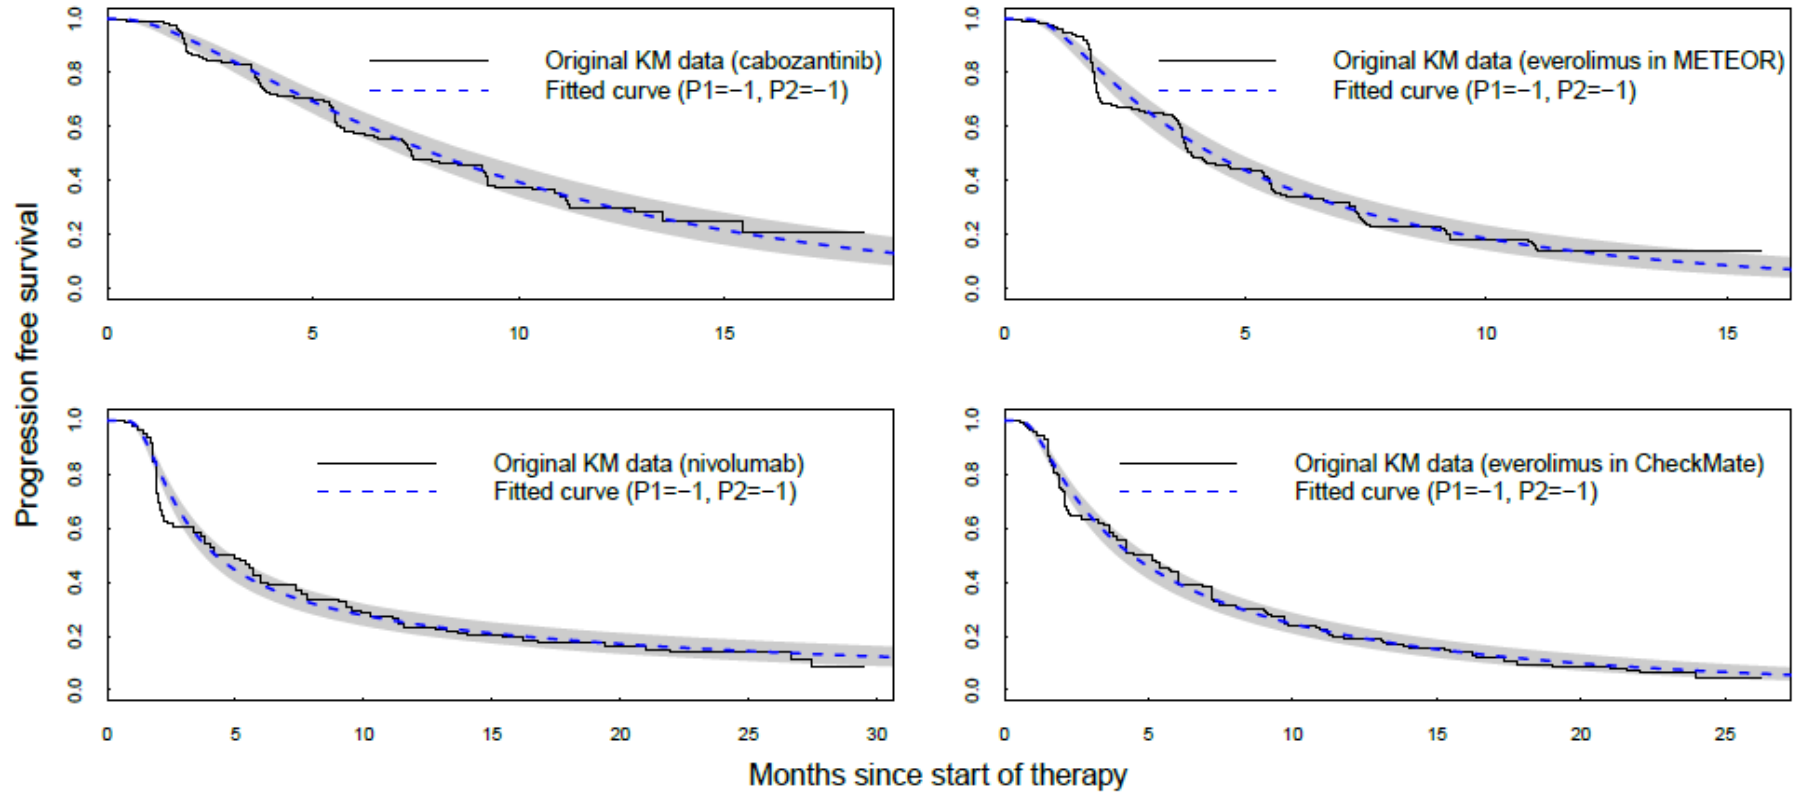 Progression free survival
1.0
0.8
0.6
0.4
0.2
0.0
Original KM data (cabozantinib)
Fitted curve (P1=−1, P2=−1)
0 5 10 15
1.0
0.8
0.6
0.4
0.2
0.0
Original KM data (everolimus in METEOR)
Fitted curve (P1=−1, P2=−1)
0 5 10 15
1.0
0.8
0.6
0.4
0.2
0.0
Original KM data (nivolumab)
Fitted curve (P1=−1, P2=−1)
0 5 10 15 20 25 30
1.0
0.8
0.6
0.4
0.2
0.0
Original KM data (everolimus in CheckMate)
Fitted curve (P1=−1, P2=−1)
0 5 10 15 20 25
Months since start of therapy